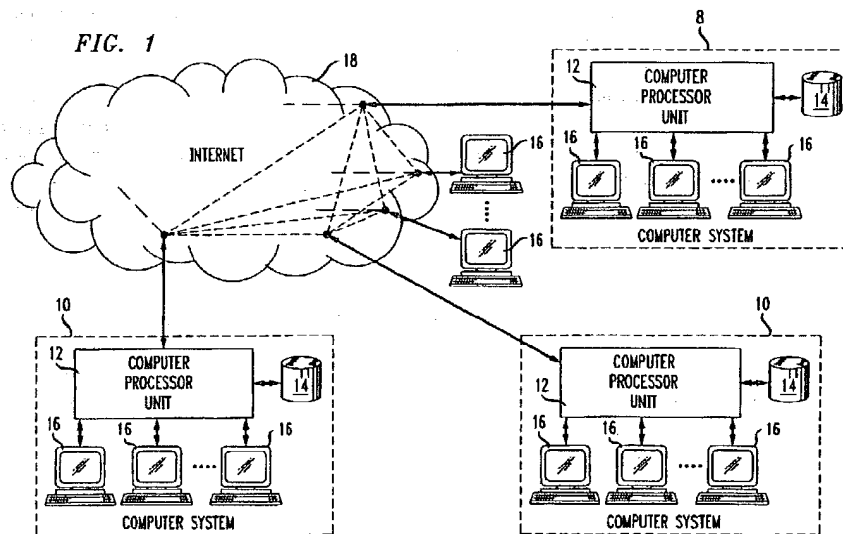 FIG. 1
18
INTERNET
16
16
8
12
COMPUTER
PROCESSOR
UNIT
14
16
16
16
COMPUTER SYSTEM
10
12
COMPUTER
PROCESSOR
UNIT
14
16
16
16
COMPUTER SYSTEM
10
12
COMPUTER
PROCESSOR
UNIT
14
16
16
16
COMPUTER SYSTEM